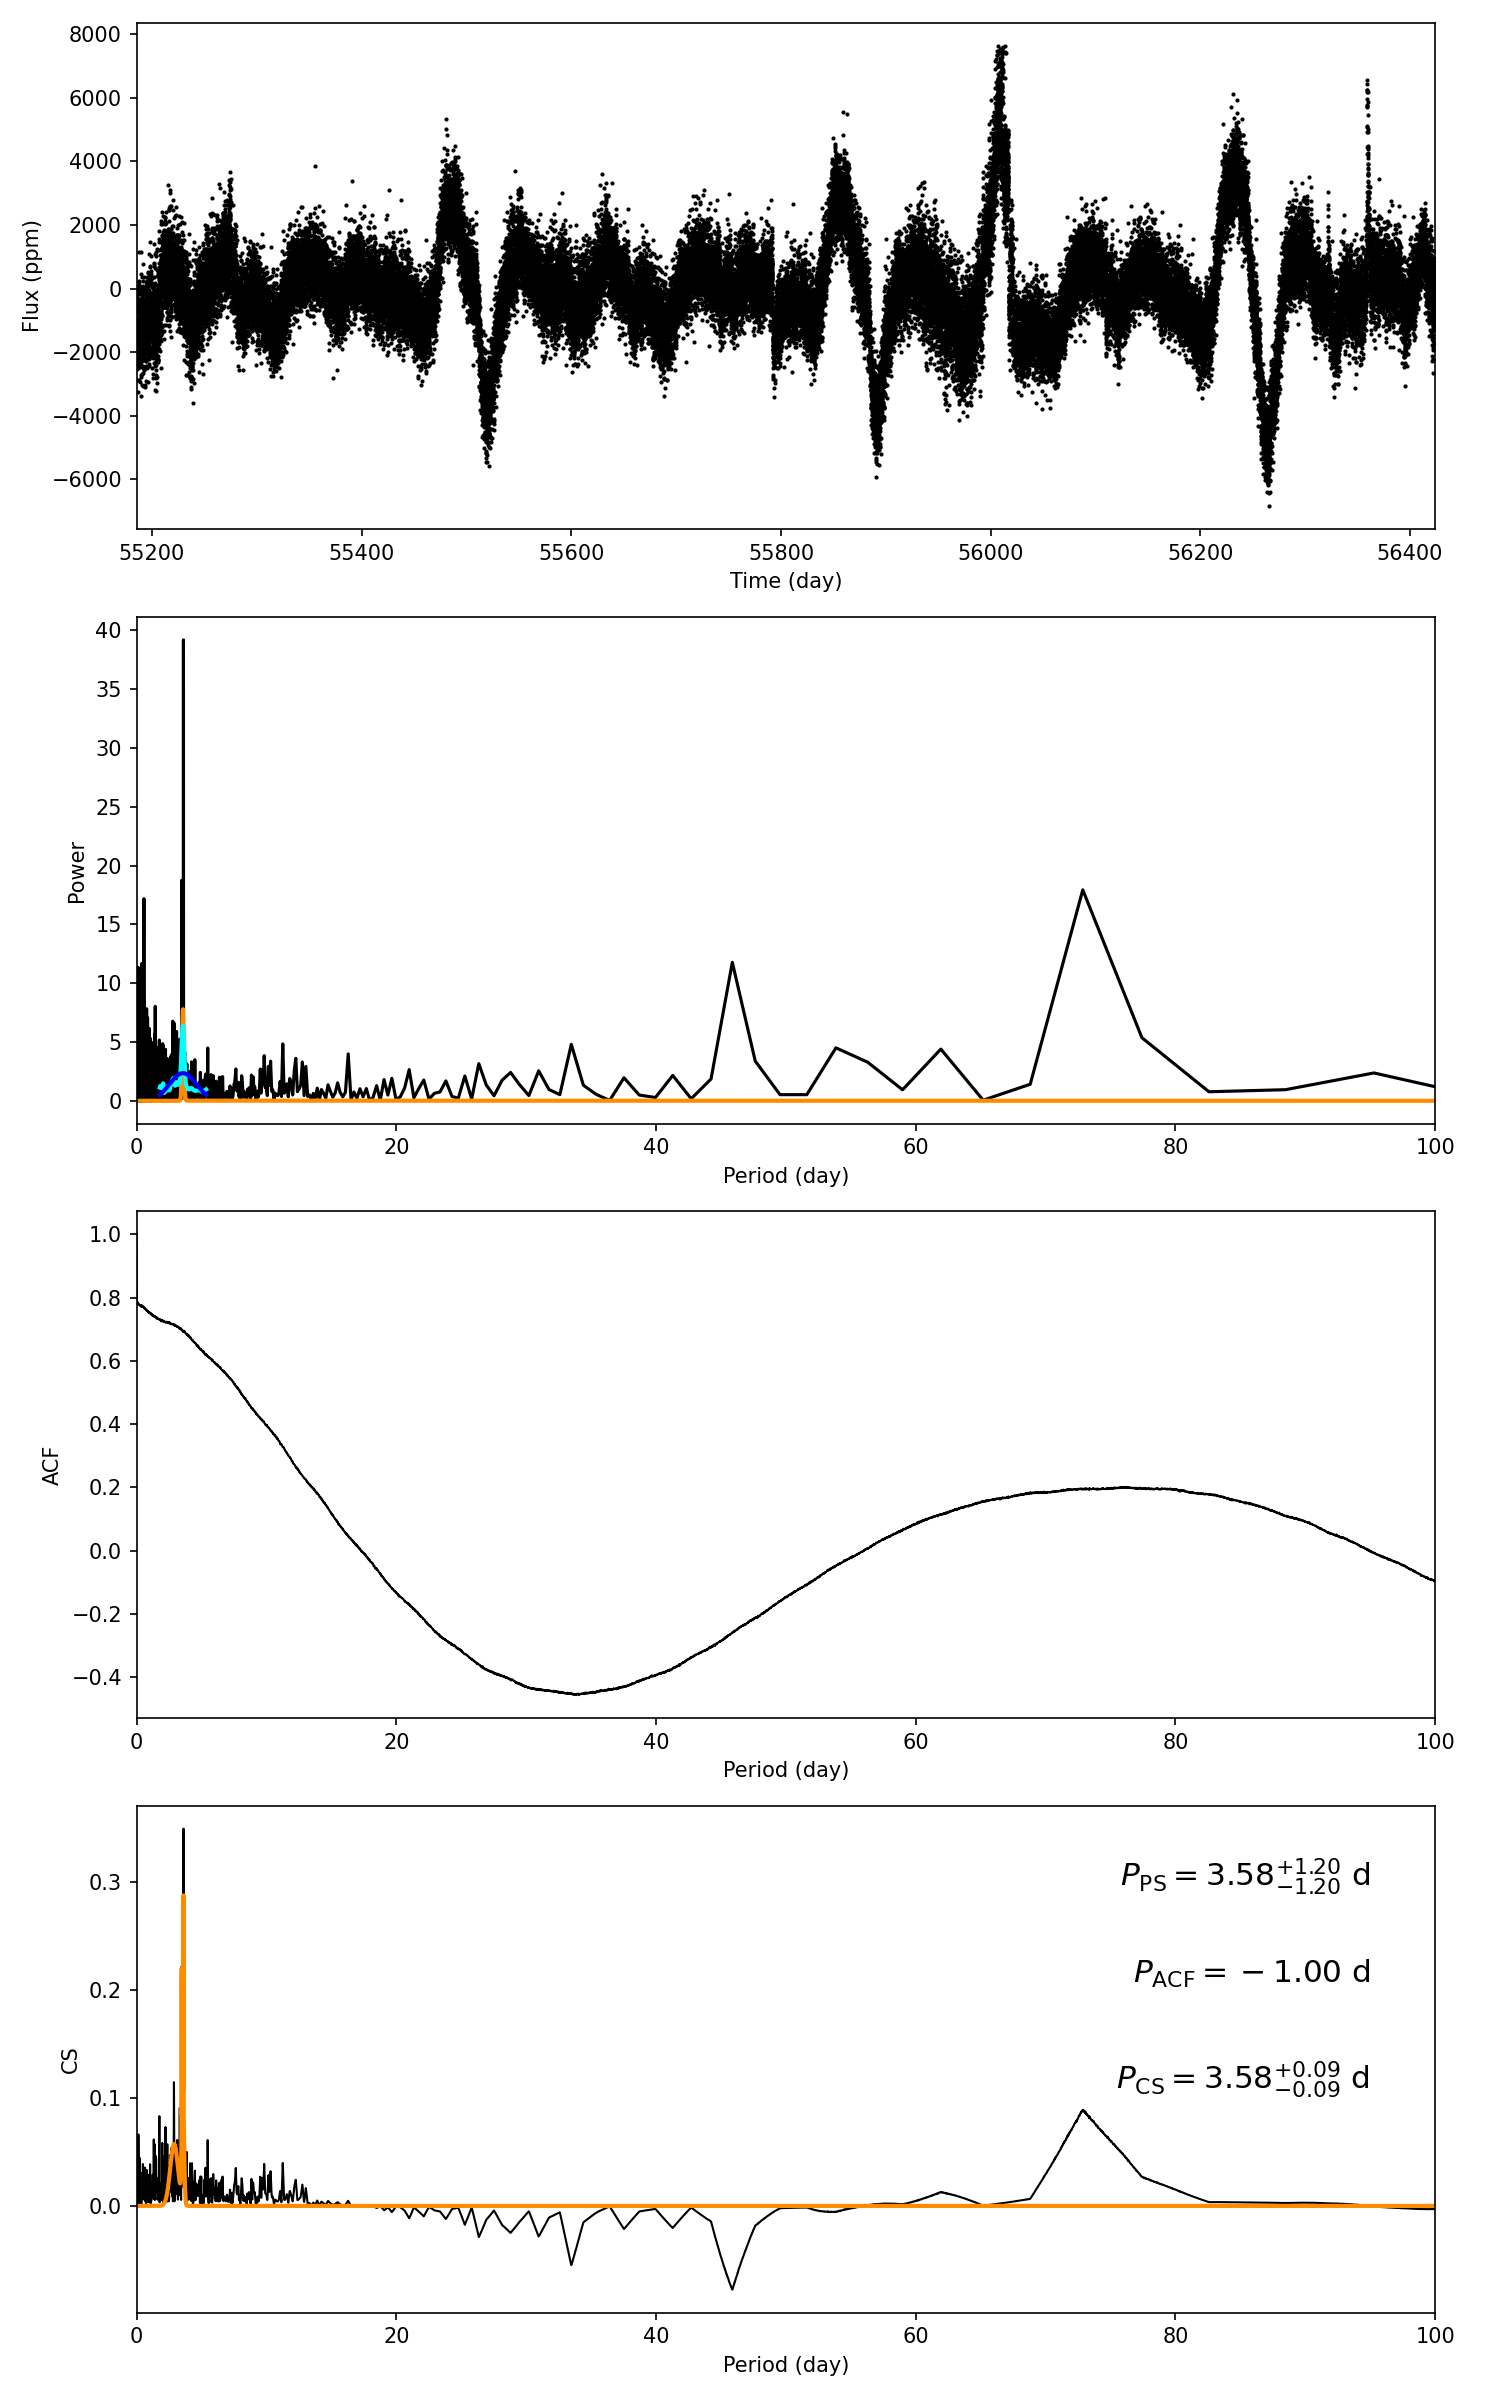 8000
6000
4000
2000
0
−2000
−4000
−6000
Flux (ppm)
55200 55400 55600 55800 56000 56200 56400
Time (day)
40
35
30
25
20
15
10
5
0
Power
0 20 40 60 80 100
Period (day)
1.0
0.8
0.6
0.4
0.2
0.0
−0.2
−0.4
ACF
0 20 40 60 80 100
Period (day)
0.3
0.2
0.1
0.0
CS
P_PS = 3.58 +1.20 −1.20 d
P_ACF = −1.00 d
P_CS = 3.58 +0.09 −0.09 d
0 20 40 60 80 100
Period (day)